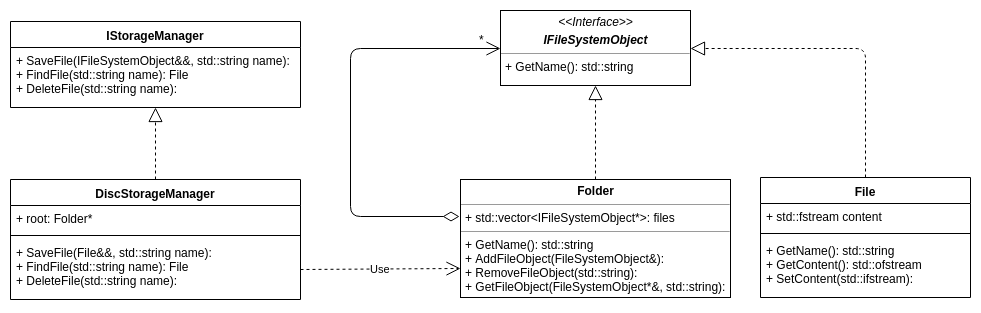 IStorageManager
+ SaveFile(IFileSystemObject&&, std::string name):
+ FindFile(std::string name): File
+ DeleteFile(std::string name):
<<Interface>>
IFileSystemObject
+ GetName(): std::string
*
DiscStorageManager
+ root: Folder*
+ SaveFile(File&&, std::string name):
+ FindFile(std::string name): File
+ DeleteFile(std::string name):
Use
Folder
+ std::vector<IFileSystemObject*>: files
+ GetName(): std::string
+ AddFileObject(FileSystemObject&):
+ RemoveFileObject(std::string):
+ GetFileObject(FileSystemObject*&, std::string):
File
+ std::fstream content
+ GetName(): std::string
+ GetContent(): std::ofstream
+ SetContent(std::ifstream):